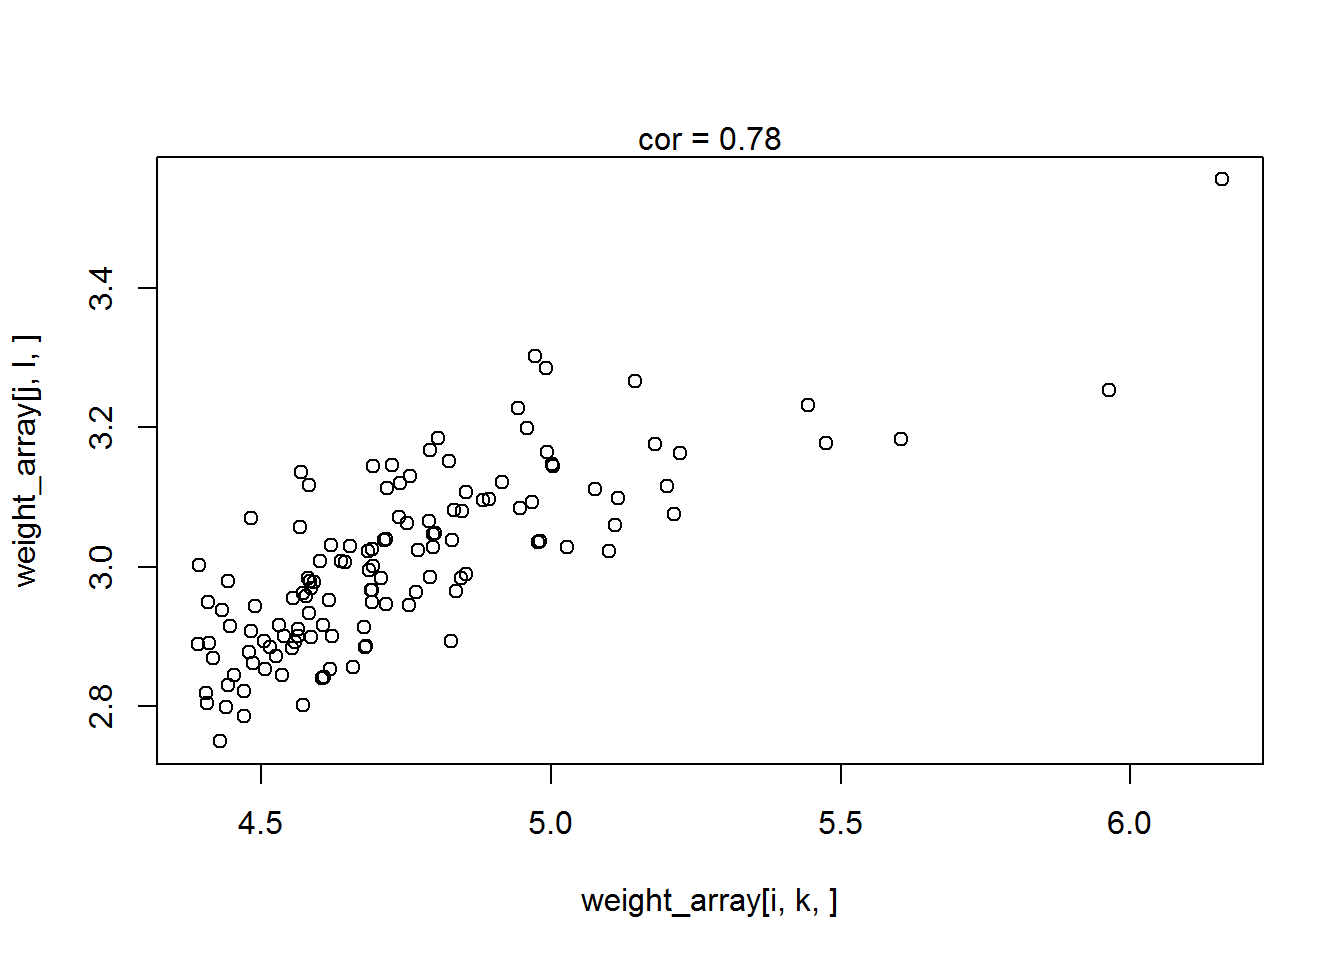 cor = 0.78
3.4
3.2
3.0
2.8
weight_array[j, l, ]
4.5 5.0 5.5 6.0
weight_array[i, k, ]